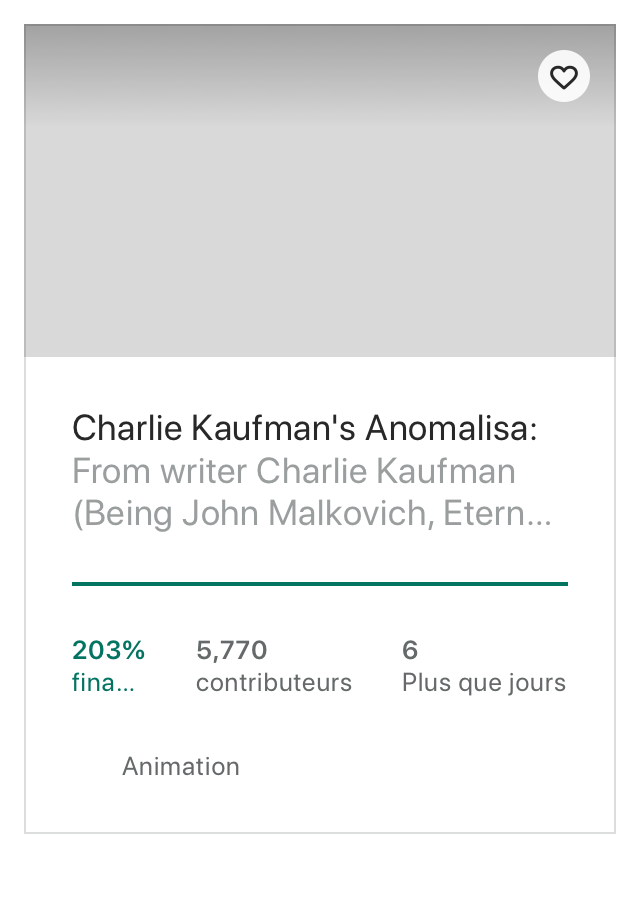 Charlie Kaufman's Anomalisa:
From writer Charlie Kaufman
(Being John Malkovich, Etern...
203%
fina...
5,770
contributeurs
6
Plus que jours
Animation